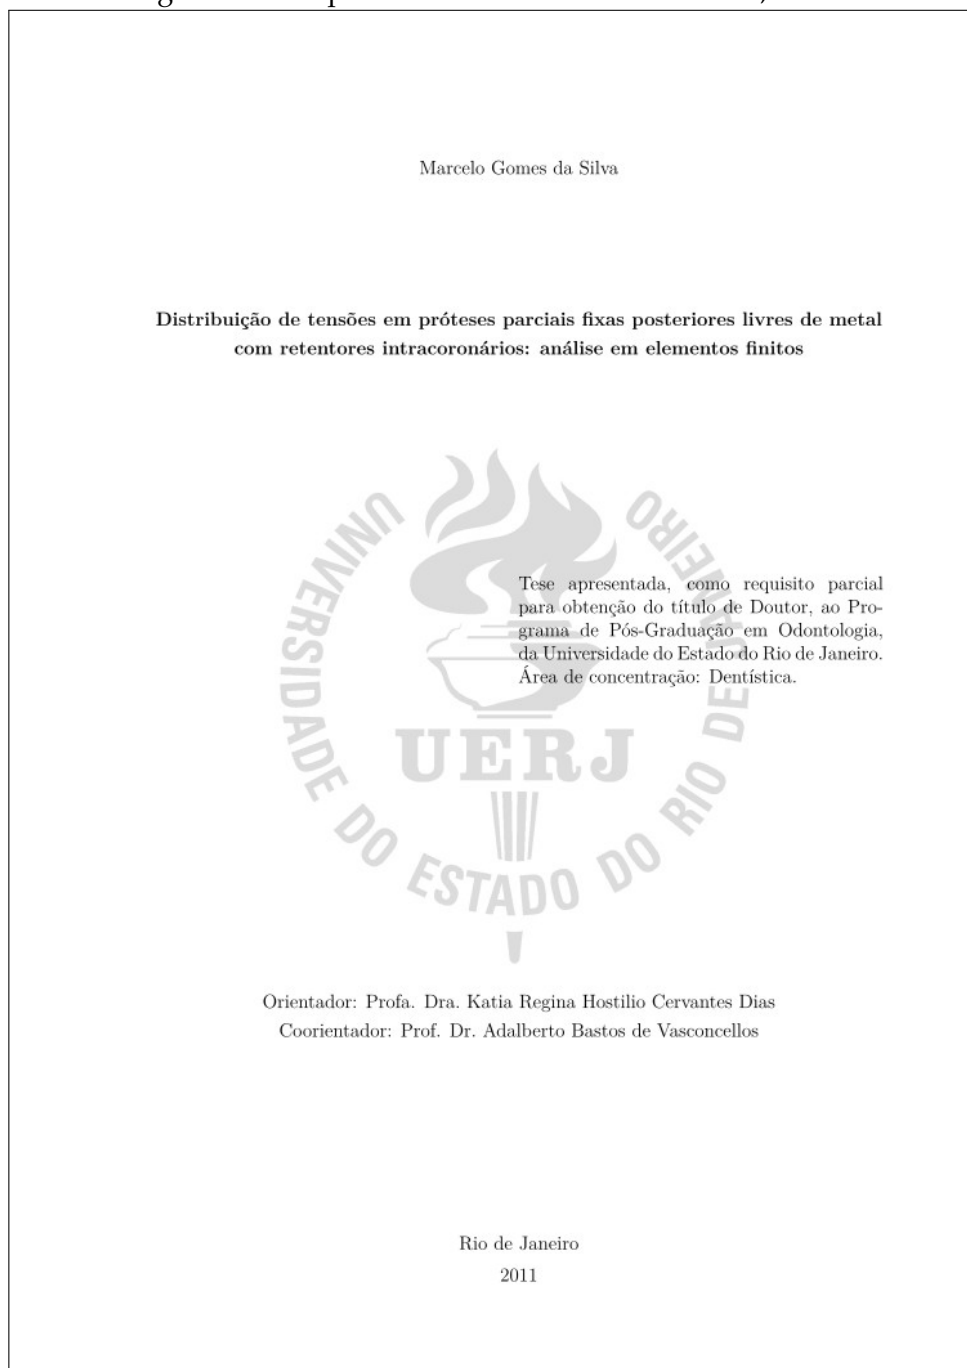 Marcelo Gomes da Silva
Distribuição de tensões em próteses parciais fixas posteriores livres de metal
com retentores intracoronários: análise em elementos finitos
UNIVERSIDADE DO ESTADO DO RIO DE JANEIRO
Tese apresentada, como requisito parcial
para obtenção do título de Doutor, ao Pro-
grama de Pós-Graduação em Odontologia,
da Universidade do Estado do Rio de Janeiro.
Área de concentração: Dentística.
UERJ
Orientador: Profa. Dra. Katia Regina Hostilio Cervantes Dias
Coorientador: Prof. Dr. Adalberto Bastos de Vasconcellos
Rio de Janeiro
2011